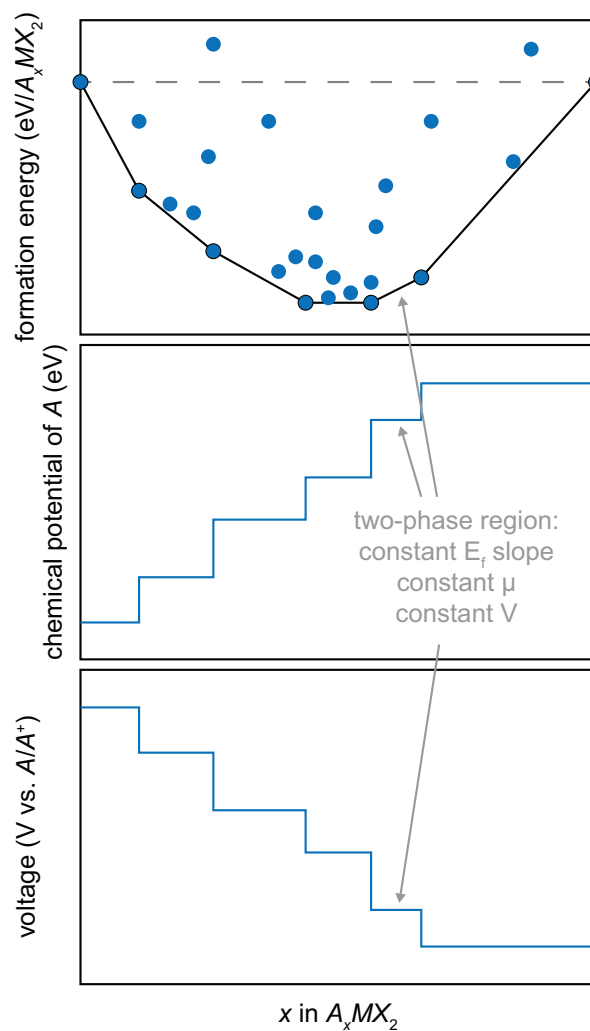 formation energy (eV/AₓMX₂)
chemical potential of A (eV)
two-phase region:
constant E_f slope
constant μ
constant V
voltage (V vs. A/A⁺)
x in AₓMX₂